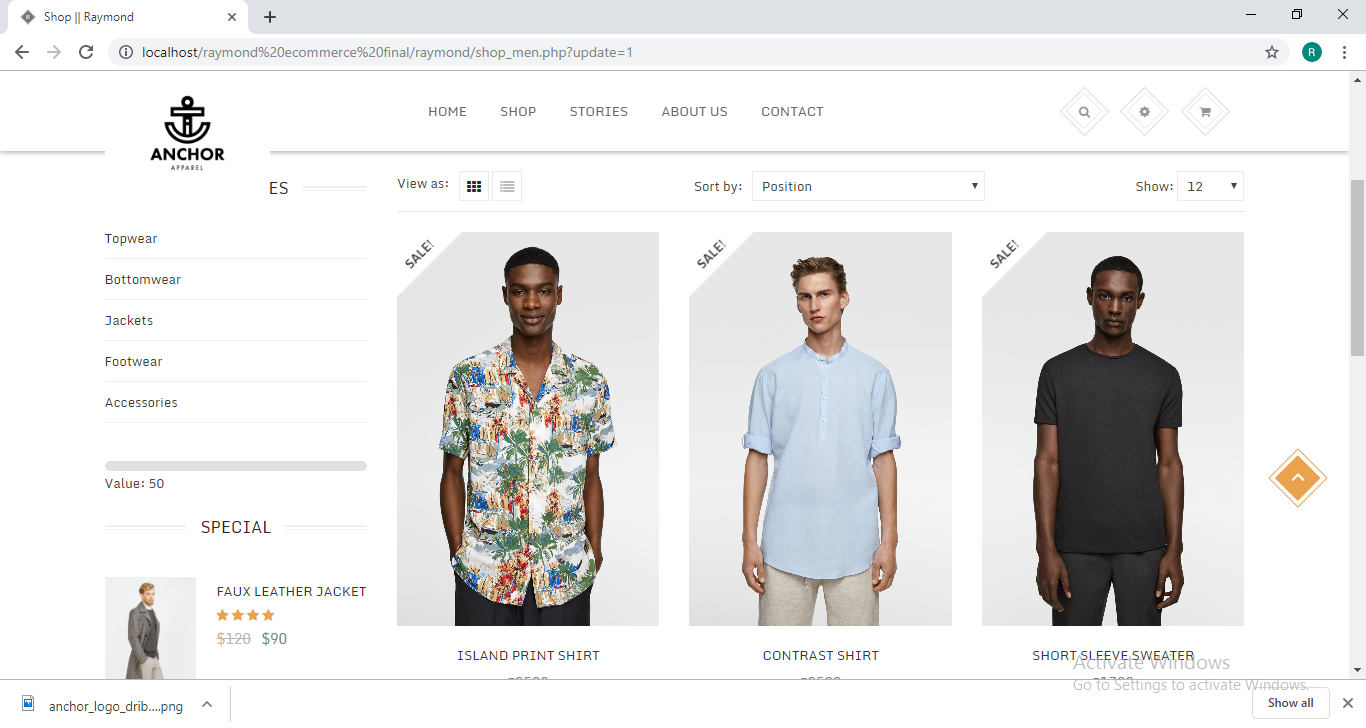 Shop || Raymond
localhost/raymond%20ecommerce%20final/raymond/shop_men.php?update=1
R
ANCHOR
APPAREL
HOME SHOP STORIES ABOUT US CONTACT
ES
View as:
Sort by: Position
Show: 12
Topwear
Bottomwear
Jackets
Footwear
Accessories
Value: 50
SPECIAL
FAUX LEATHER JACKET
$120 $90
SALE!
SALE!
SALE!
ISLAND PRINT SHIRT
CONTRAST SHIRT
SHORT SLEEVE SWEATER
Activate Windows
Go to Settings to activate Windows.
anchor_logo_drib....png
Show all